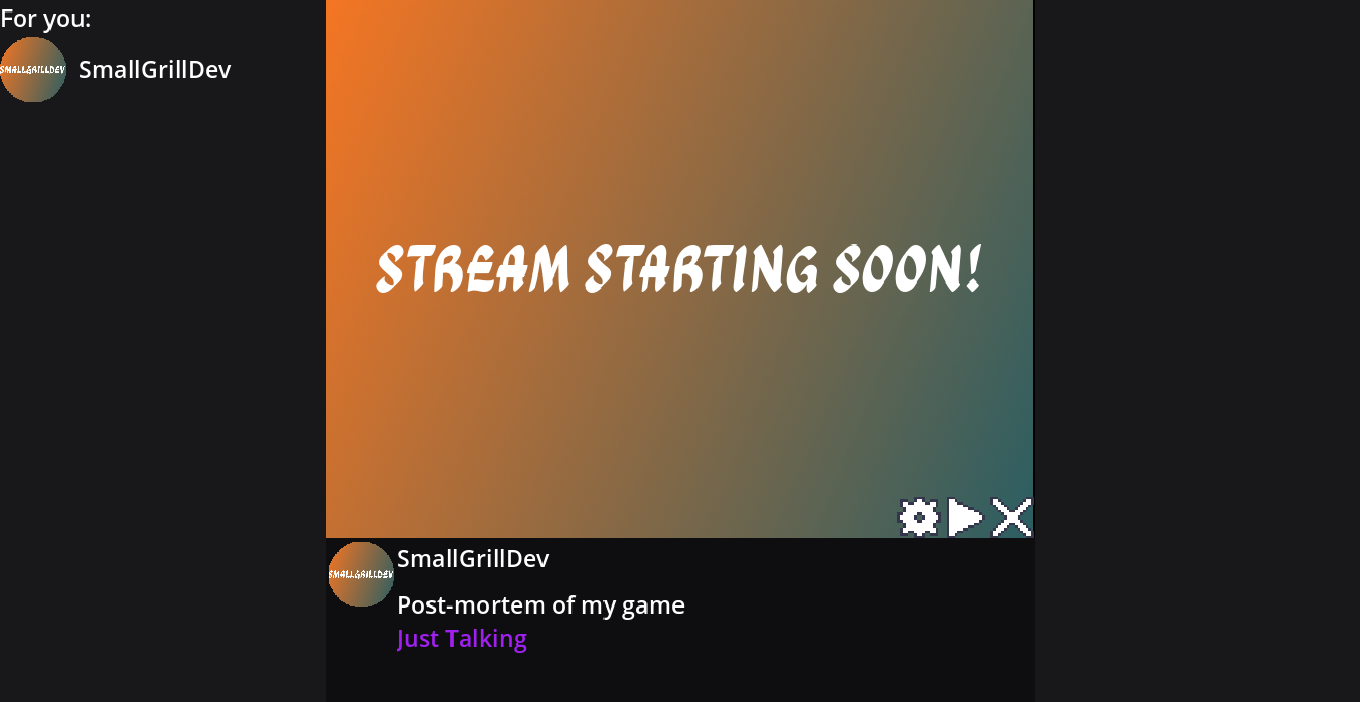 For you:
SMALLGRILLDEV
SmallGrillDev
STREAM STARTING SOON!
SMALLGRILLDEV
SmallGrillDev
Post-mortem of my game
Just Talking